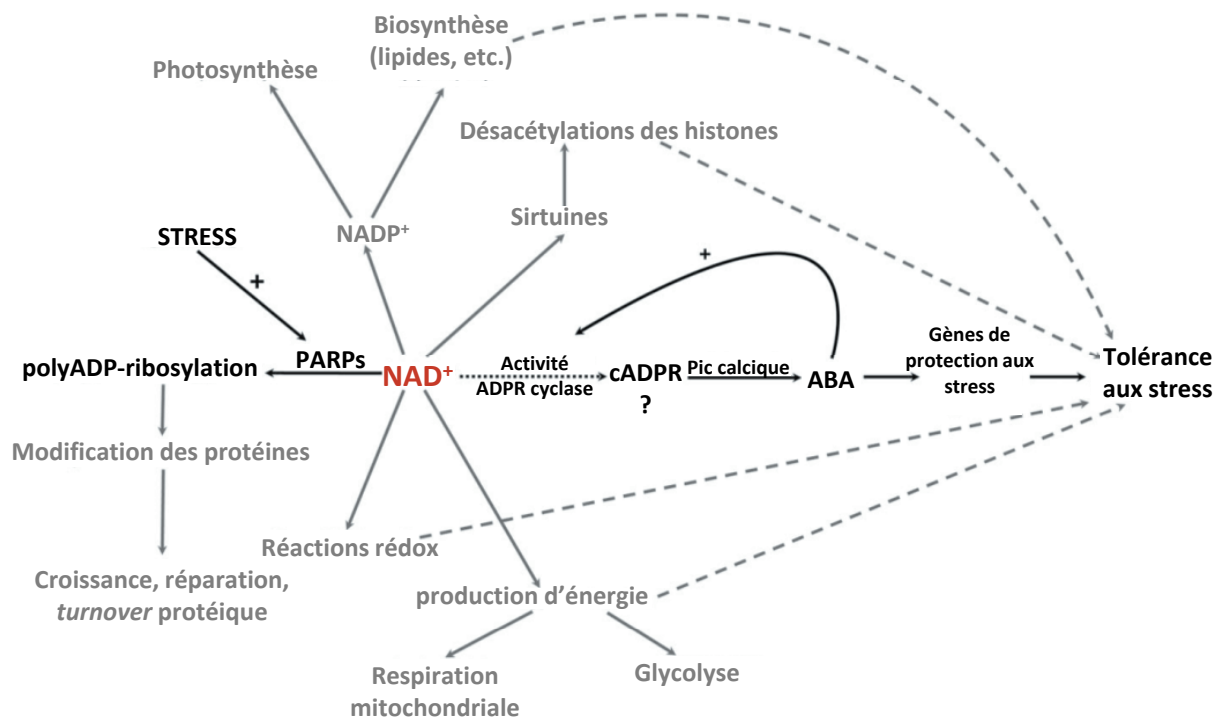 Biosynthèse
(lipides, etc.)
Photosynthèse
Désacétylations des histones
Sirtuines
STRESS
NADP⁺
+
+
Gènes de
protection aux
stress
Tolérance
aux stress
polyADP-ribosylation
PARPs
NAD⁺
Activité
ADPR cyclase
cADPR
?
Pic calcique
ABA
Modification des protéines
Réactions rédox
Croissance, réparation,
turnover protéique
production d’énergie
Respiration
mitochondriale
Glycolyse